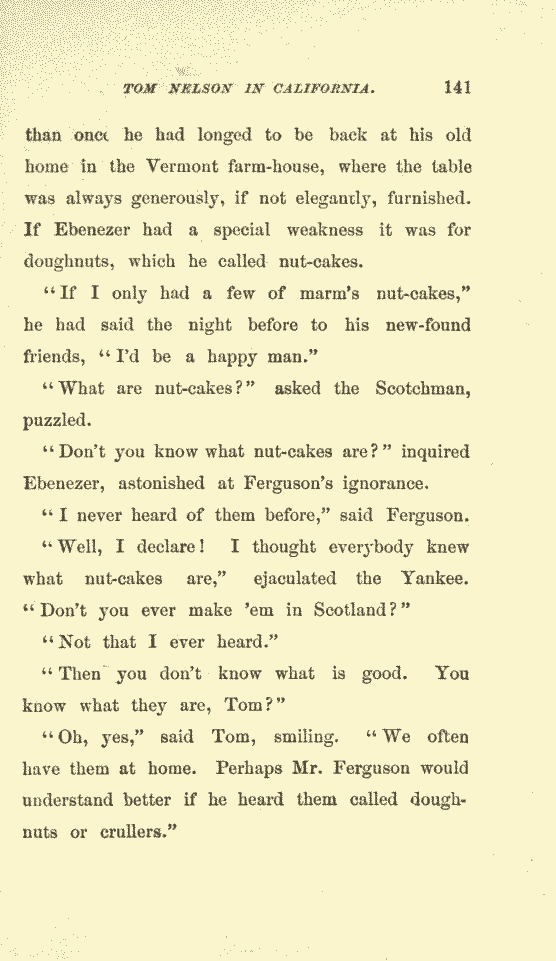 TOM NELSON IN CALIFORNIA. 141
than once he had longed to be back at his old
home in the Vermont farm-house, where the table
was always generously, if not elegantly, furnished.
If Ebenezer had a special weakness it was for
doughnuts, which he called nut-cakes.
“If I only had a few of marm's nut-cakes,”
he had said the night before to his new-found
friends, “I'd be a happy man.”
“What are nut-cakes?” asked the Scotchman,
puzzled.
“Don't you know what nut-cakes are?” inquired
Ebenezer, astonished at Ferguson's ignorance.
“I never heard of them before,” said Ferguson.
“Well, I declare! I thought everybody knew
what nut-cakes are,” ejaculated the Yankee.
“Don't you ever make 'em in Scotland?”
“Not that I ever heard.”
“Then you don't know what is good. You
know what they are, Tom?”
“Oh, yes,” said Tom, smiling. “We often
have them at home. Perhaps Mr. Ferguson would
understand better if he heard them called dough-
nuts or crullers.”